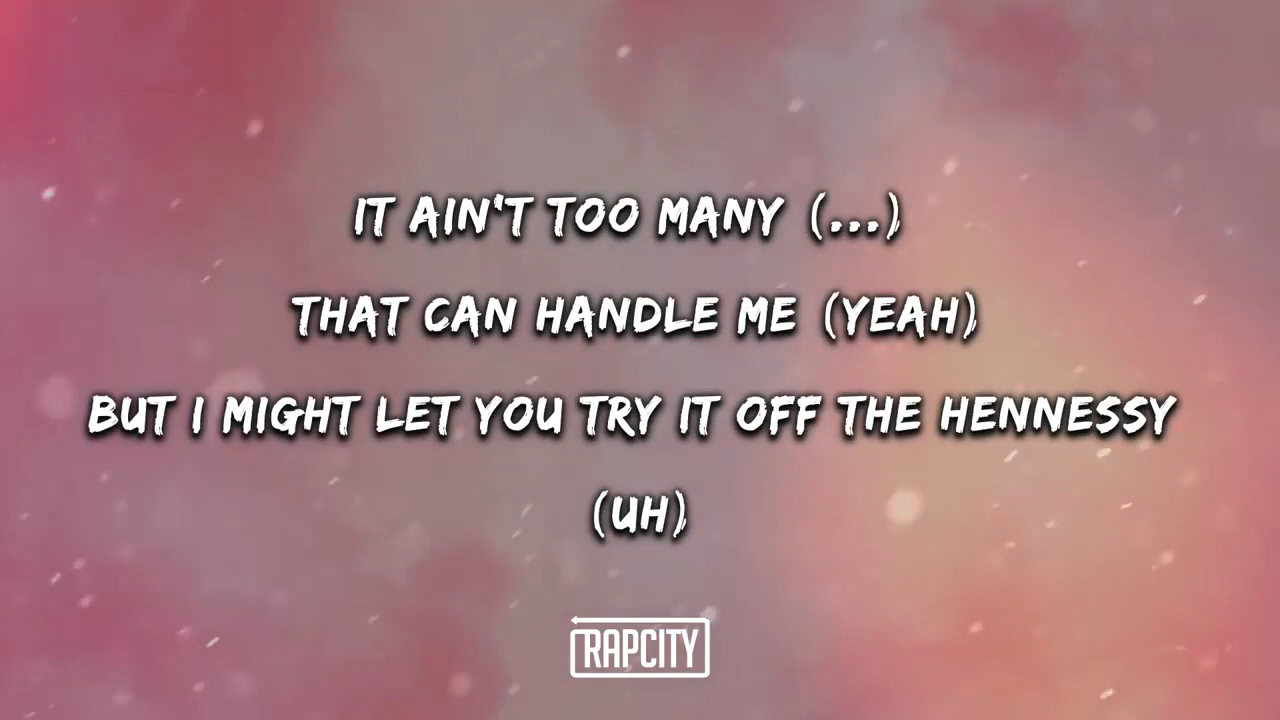 IT AIN'T TOO MANY (...)
THAT CAN HANDLE ME (YEAH)
BUT I MIGHT LET YOU TRY IT OFF THE HENNESSY
(UH)
RAPCITY